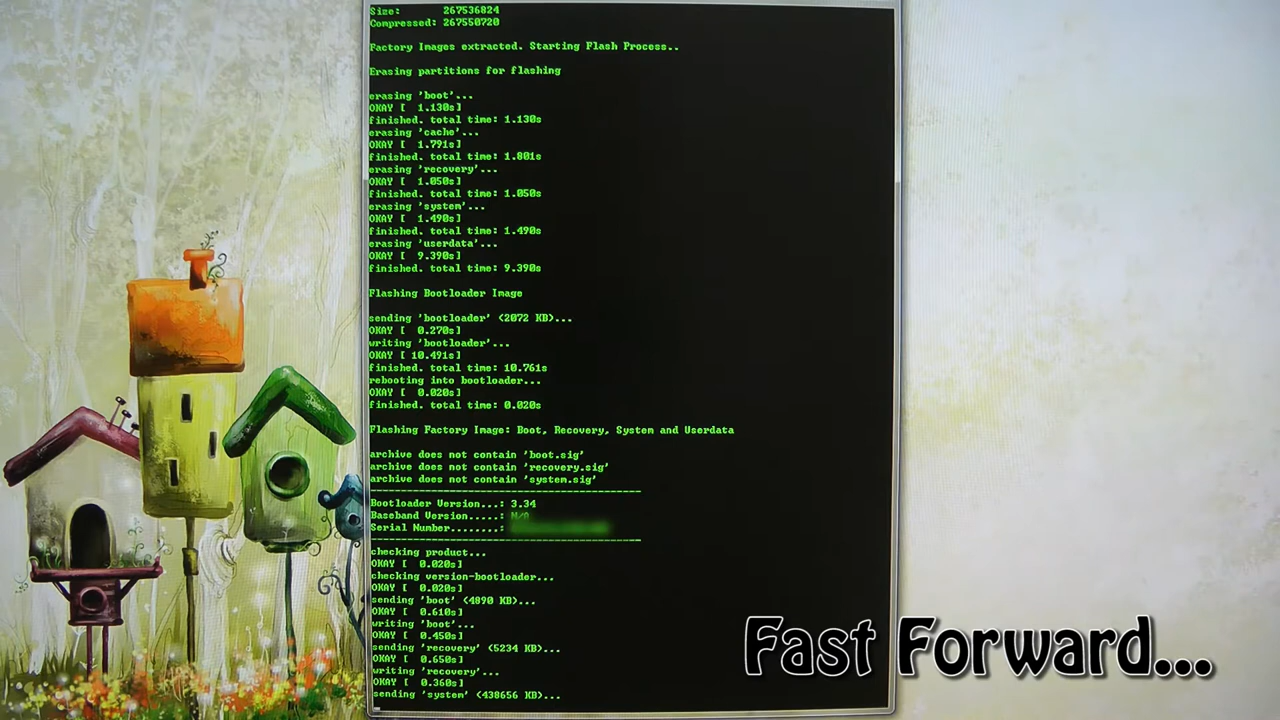 Size:        267536824
Compressed: 267550720
Factory Images extracted. Starting Flash Process..
Erasing partitions for flashing
erasing 'boot'...
OKAY [  1.130s]
finished. total time: 1.130s
erasing 'cache'...
OKAY [  1.791s]
finished. total time: 1.801s
erasing 'recovery'...
OKAY [  1.050s]
finished. total time: 1.050s
erasing 'system'...
OKAY [  1.490s]
finished. total time: 1.490s
erasing 'userdata'...
OKAY [  9.390s]
finished. total time: 9.390s
Flashing Bootloader Image
sending 'bootloader' (2072 KB)...
OKAY [  0.270s]
writing 'bootloader'...
OKAY [ 10.491s]
finished. total time: 10.761s
rebooting into bootloader...
OKAY [  0.020s]
finished. total time: 0.020s
Flashing Factory Image: Boot, Recovery, System and Userdata
archive does not contain 'boot.sig'
archive does not contain 'recovery.sig'
archive does not contain 'system.sig'
--------------------------------------------
Bootloader Version...: 3.34
Baseband Version.....: N/A
Serial Number........:
--------------------------------------------
checking product...
OKAY [  0.020s]
checking version-bootloader...
OKAY [  0.020s]
sending 'boot' (4890 KB)...
OKAY [  0.610s]
writing 'boot'...
OKAY [  0.450s]
sending 'recovery' (5234 KB)...
OKAY [  0.650s]
writing 'recovery'...
OKAY [  0.360s]
sending 'system' (438656 KB)...
Fast Forward...